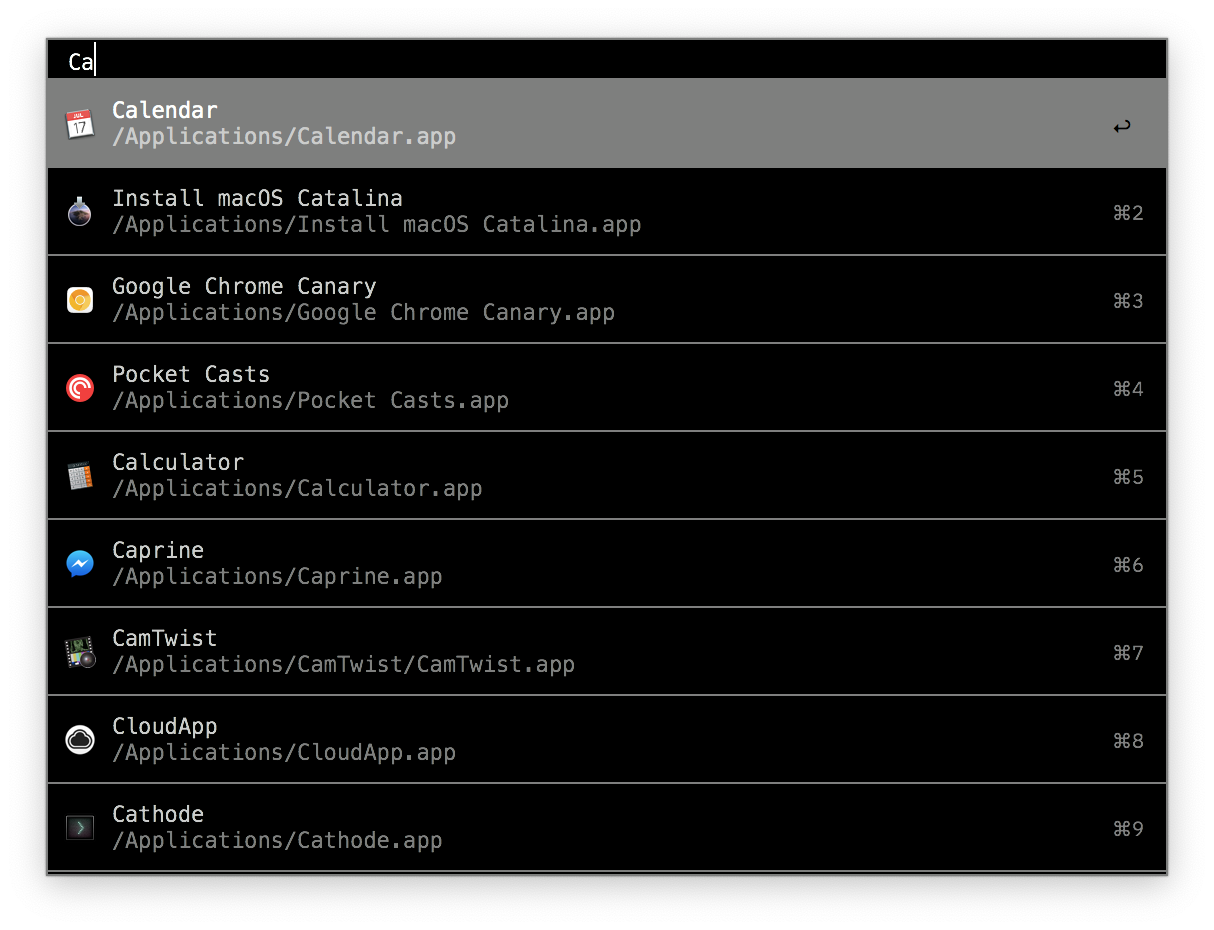 Ca
Calendar
/Applications/Calendar.app
↩
JUL
17
Install macOS Catalina
/Applications/Install macOS Catalina.app
⌘2
Google Chrome Canary
/Applications/Google Chrome Canary.app
⌘3
Pocket Casts
/Applications/Pocket Casts.app
⌘4
Calculator
/Applications/Calculator.app
⌘5
Caprine
/Applications/Caprine.app
⌘6
CamTwist
/Applications/CamTwist/CamTwist.app
⌘7
CloudApp
/Applications/CloudApp.app
⌘8
Cathode
/Applications/Cathode.app
⌘9